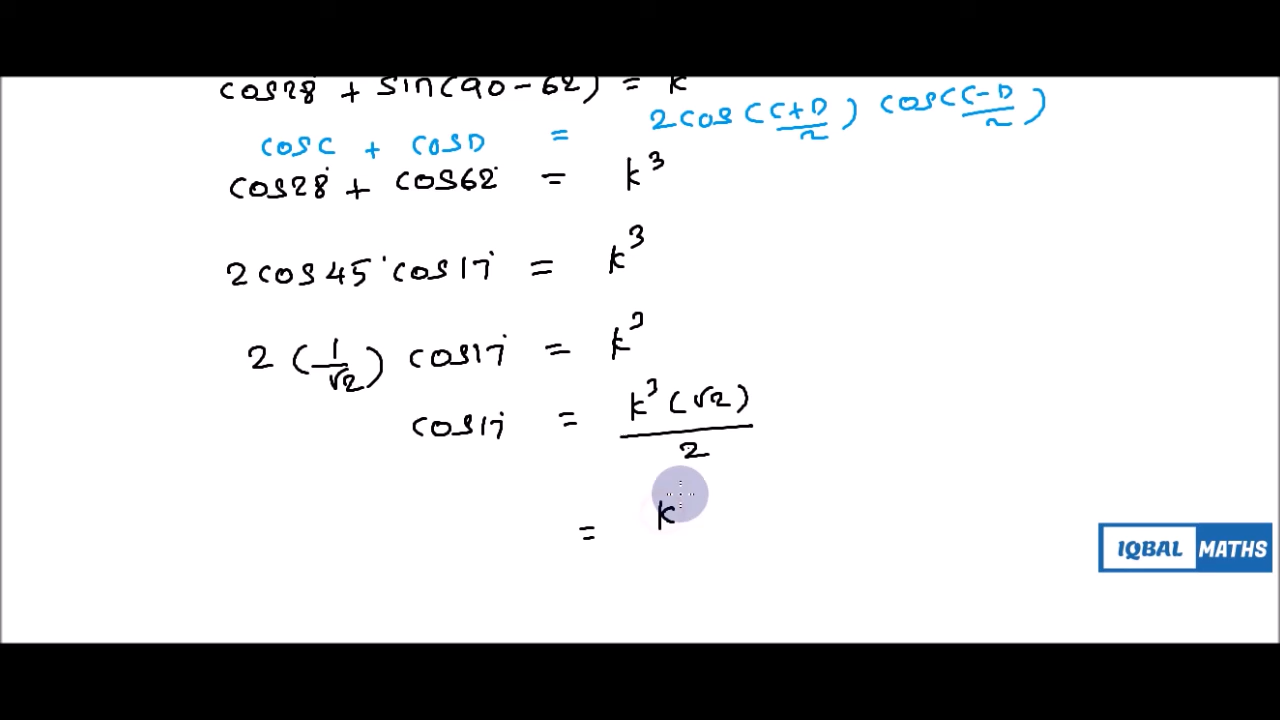 cos28° + sin(90-62) = k
cosC + cosD = 2cos(C+D/2) cos(C-D/2)
cos28° + cos62° = k³
2cos45° cos17° = k³
2(1/√2) cos17° = k³
cos17° = k³(√2)/2
= k
IQBAL MATHS